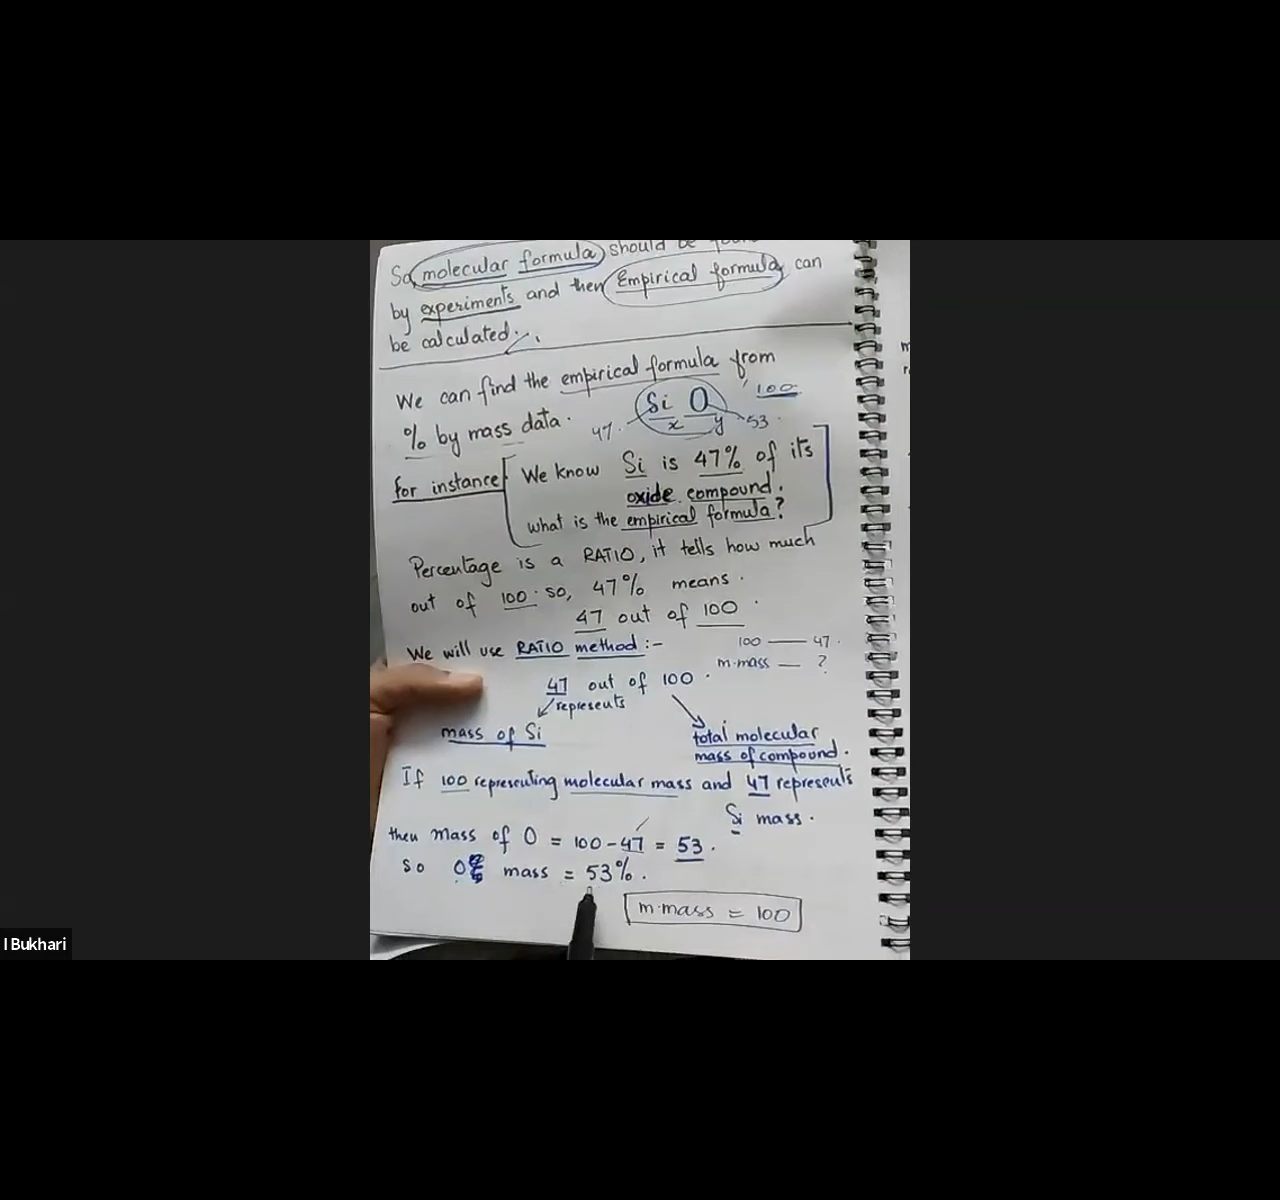 So, molecular formula should be
by experiments and then Empirical formula can
be calculated.
We can find the empirical formula from
% by mass data.
100
Si O
47 x y 53
for instance We know Si is 47% of its
oxide compound.
what is the empirical formula?
Percentage is a RATIO, it tells how much
out of 100. so, 47% means.
47 out of 100
We will use RATIO method :-
100 — 47
m.mass — ?
47 out of 100.
represents
mass of Si
total molecular
mass of compound.
If 100 representing molecular mass and 47 represents
Si mass.
then mass of O = 100 - 47 = 53.
so O mass = 53%.
m.mass = 100
I Bukhari